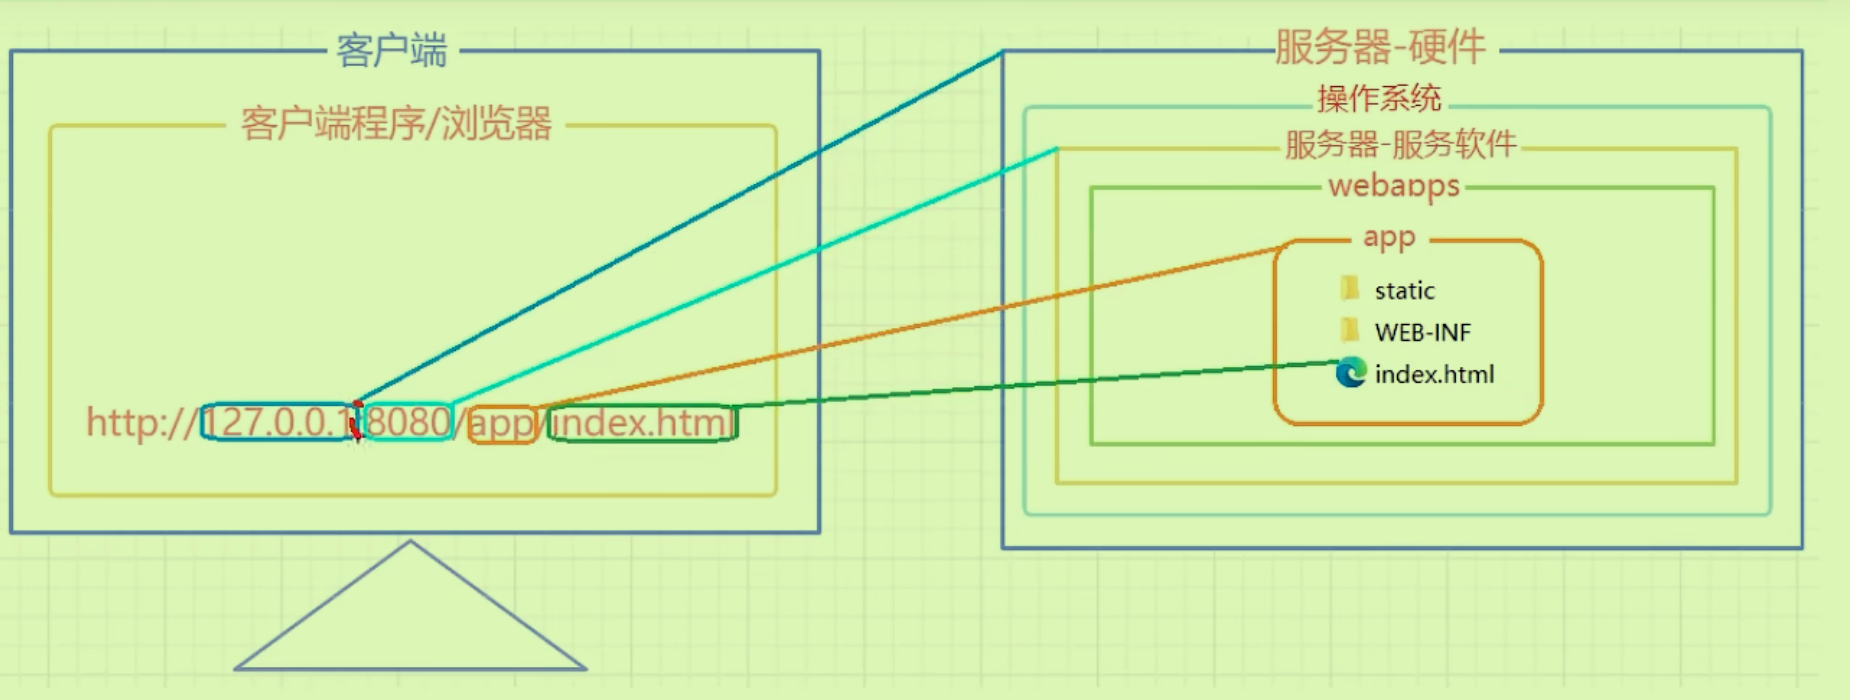 客户端
客户端程序/浏览器
http://127.0.0.1:8080/app/index.html
服务器-硬件
操作系统
服务器-服务软件
webapps
app
static
WEB-INF
index.html